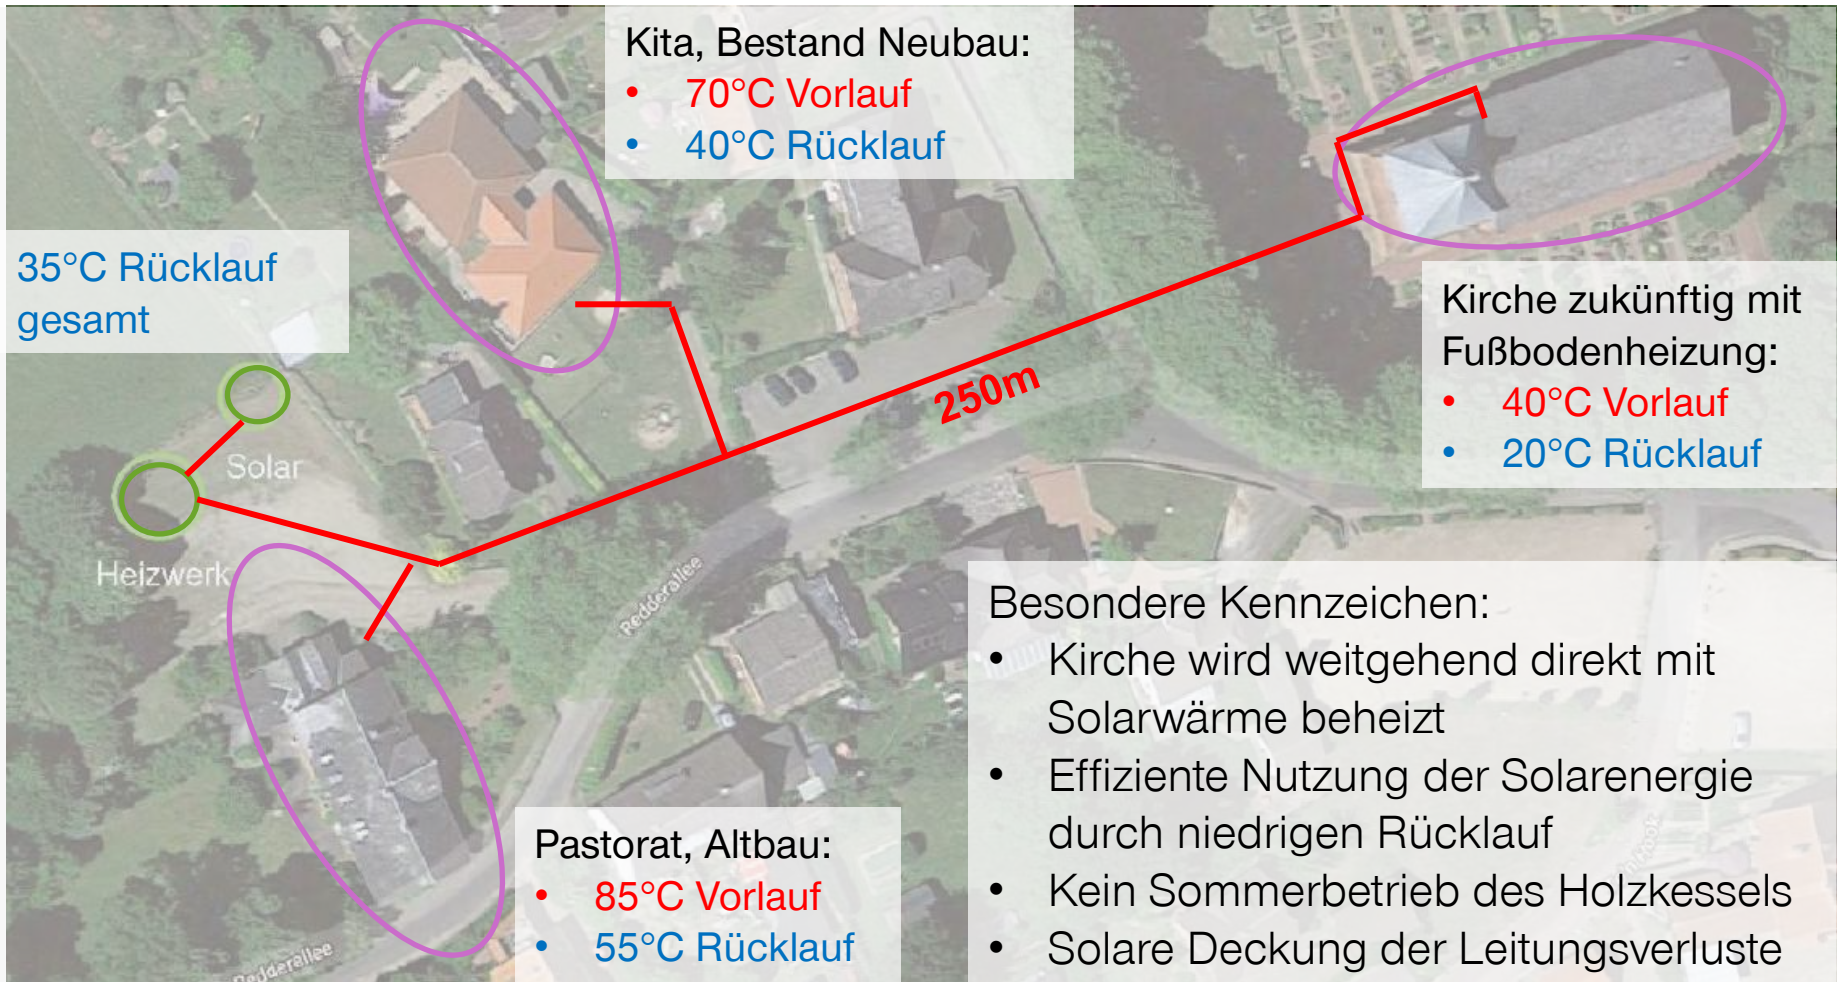 Kita, Bestand Neubau:
• 70°C Vorlauf
• 40°C Rücklauf
35°C Rücklauf
gesamt
Kirche zukünftig mit
Fußbodenheizung:
• 40°C Vorlauf
• 20°C Rücklauf
250m
Solar
Heizwerk
Redderallee
Besondere Kennzeichen:
• Kirche wird weitgehend direkt mit
Solarwärme beheizt
• Effiziente Nutzung der Solarenergie
durch niedrigen Rücklauf
• Kein Sommerbetrieb des Holzkessels
• Solare Deckung der Leitungsverluste
Pastorat, Altbau:
• 85°C Vorlauf
• 55°C Rücklauf
Redderallee